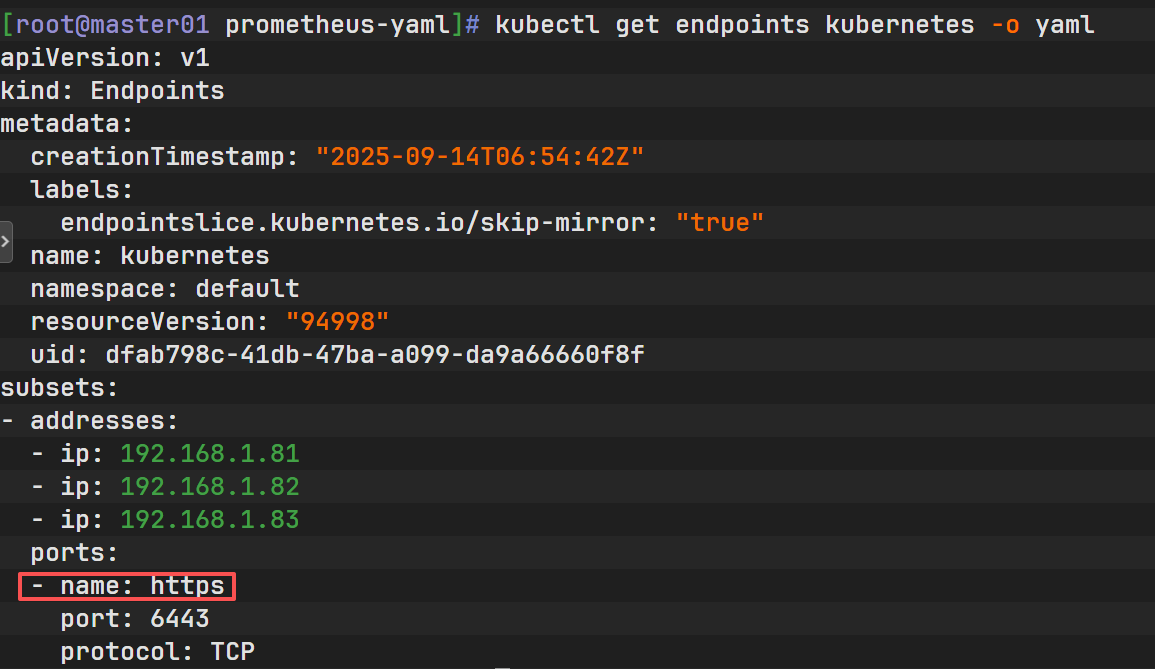 [root@master01 prometheus-yaml]# kubectl get endpoints kubernetes -o yaml
apiVersion: v1
kind: Endpoints
metadata:
  creationTimestamp: "2025-09-14T06:54:42Z"
  labels:
    endpointslice.kubernetes.io/skip-mirror: "true"
  name: kubernetes
  namespace: default
  resourceVersion: "94998"
  uid: dfab798c-41db-47ba-a099-da9a66660f8f
subsets:
- addresses:
  - ip: 192.168.1.81
  - ip: 192.168.1.82
  - ip: 192.168.1.83
  ports:
  - name: https
    port: 6443
    protocol: TCP